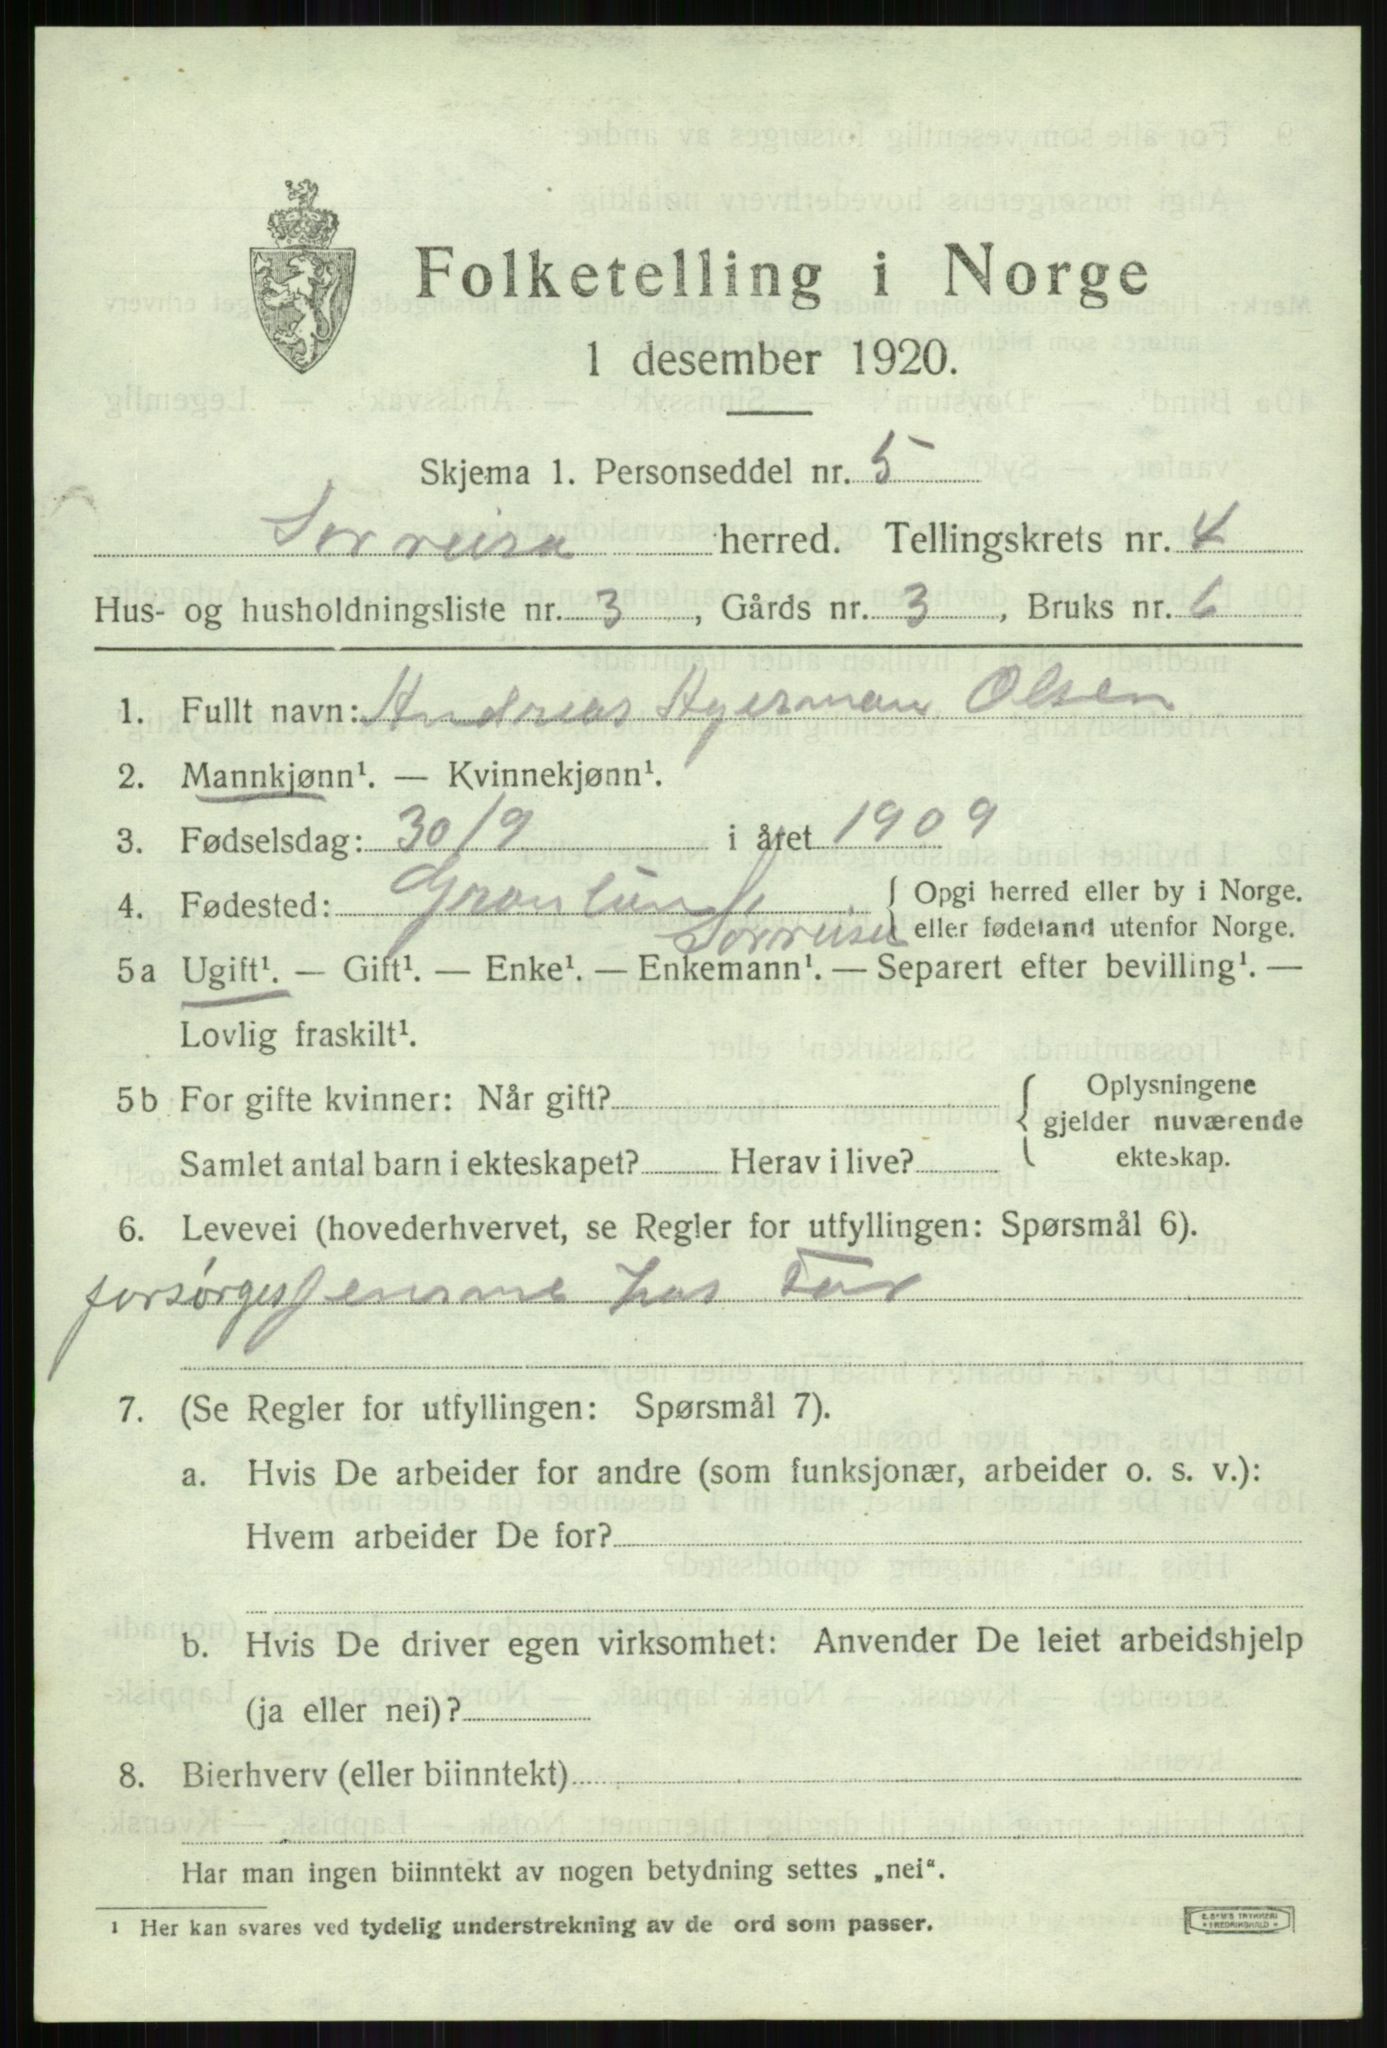 Folketelling i Norge
1 desember 1920.
Skjema 1. Personseddel nr. 5
Sorreisa herred. Tellingskrets nr. 4
Hus- og husholdningsliste nr. 3, Gårds nr. 3, Bruks nr. 6
1. Fullt navn: Andreas Hjerman Olsen
2. Mannkjønn¹. — Kvinnekjønn¹.
3. Fødselsdag: 30/9 i året 1909
4. Fødested: { Opgi herred eller by i Norge.
Sorreisa eller fødeland utenfor Norge.
5a Ugift¹. — Gift¹. — Enke¹. — Enkemann¹. — Separert efter bevilling¹. —
Lovlig fraskilt¹.
5b For gifte kvinner: Når gift? { Oplysningene
gjelder nuværende
Samlet antal barn i ekteskapet? Herav i live? ekteskap.
6. Levevei (hovederhvervet, se Regler for utfyllingen: Spørsmål 6).
forsørges hos Far
7. (Se Regler for utfyllingen: Spørsmål 7).
a. Hvis De arbeider for andre (som funksjonær, arbeider o. s. v.):
Hvem arbeider De for?
b. Hvis De driver egen virksomhet: Anvender De leiet arbeidshjelp
(ja eller nei)?
8. Bierhverv (eller biinntekt)
Har man ingen biinntekt av nogen betydning settes „nei“.
¹ Her kan svares ved tydelig understrekning av de ord som passer.